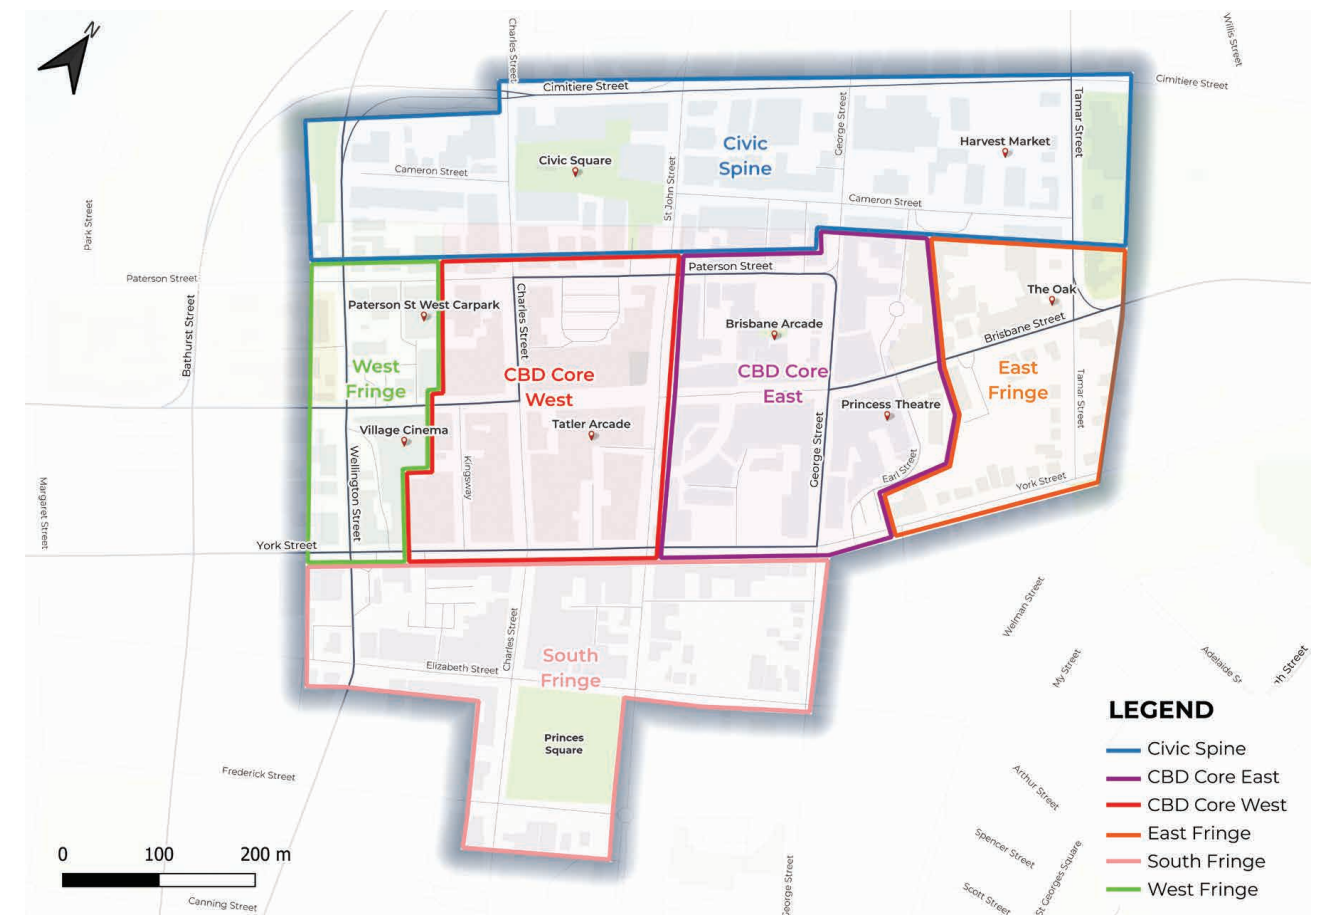 N
Charles Street
Willis Street
Cimitiere Street
Cimitiere Street
Tamar Street
George Street
Civic
Spine
Harvest Market
Civic Square
Cameron Street
St John Street
Cameron Street
Park Street
Paterson Street
Paterson Street
Bathurst Street
Paterson St West Carpark
Charles Street
The Oak
Brisbane Arcade
Brisbane Street
West
Fringe
CBD Core
West
CBD Core
East
East
Fringe
Tamar Street
Princess Theatre
Village Cinema
Tatler Arcade
George Street
Kingsway
Wellington Street
Earl Street
York Street
Margaret Street
York Street
Charles Street
Welman Street
South
Fringe
Elizabeth Street
My Street
Adelaide St
th Street
Princes
Square
Frederick Street
Arthur Street
Spencer Street
St Georges Square
Scott Street
George Street
Canning Street
0 100 200 m
LEGEND
Civic Spine
CBD Core East
CBD Core West
East Fringe
South Fringe
West Fringe